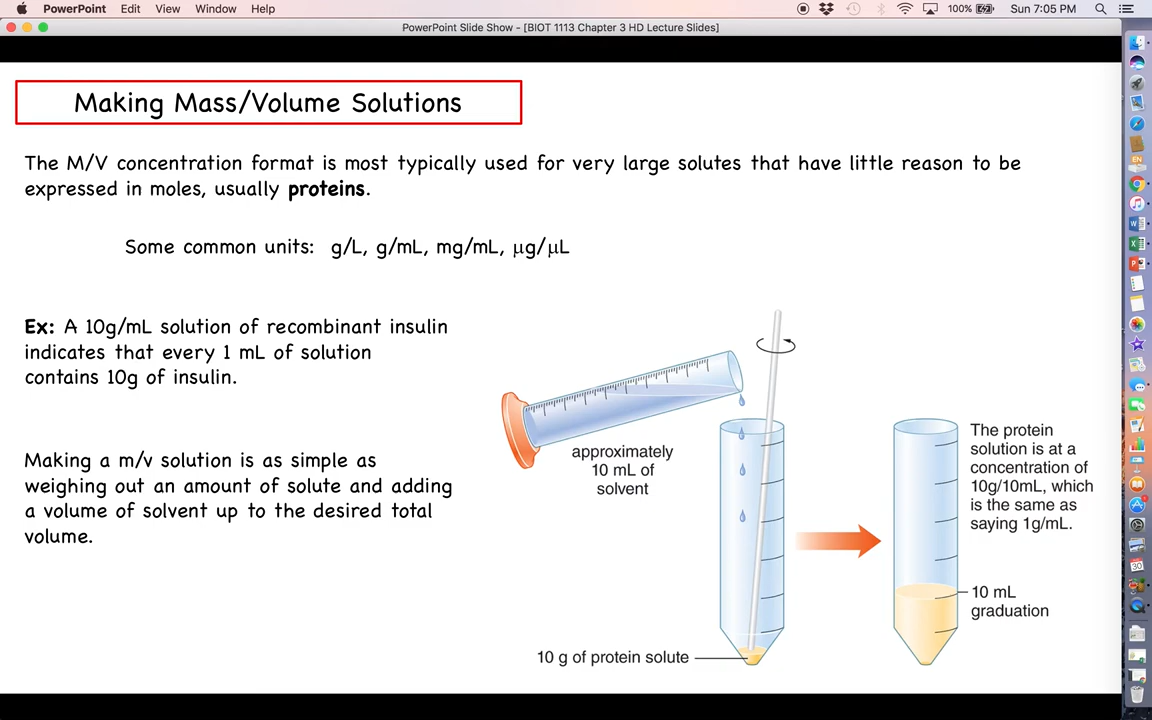 PowerPoint Edit View Window Help 100% Sun 7:05 PM
PowerPoint Slide Show - [BIOT 1113 Chapter 3 HD Lecture Slides]
Making Mass/Volume Solutions
The M/V concentration format is most typically used for very large solutes that have little reason to be
expressed in moles, usually proteins.
Some common units: g/L, g/mL, mg/mL, μg/μL
Ex: A 10g/mL solution of recombinant insulin
indicates that every 1 mL of solution
contains 10g of insulin.
Making a m/v solution is as simple as
weighing out an amount of solute and adding
a volume of solvent up to the desired total
volume.
approximately
10 mL of
solvent
10 g of protein solute
The protein
solution is at a
concentration of
10g/10mL, which
is the same as
saying 1g/mL.
10 mL
graduation
EN
30